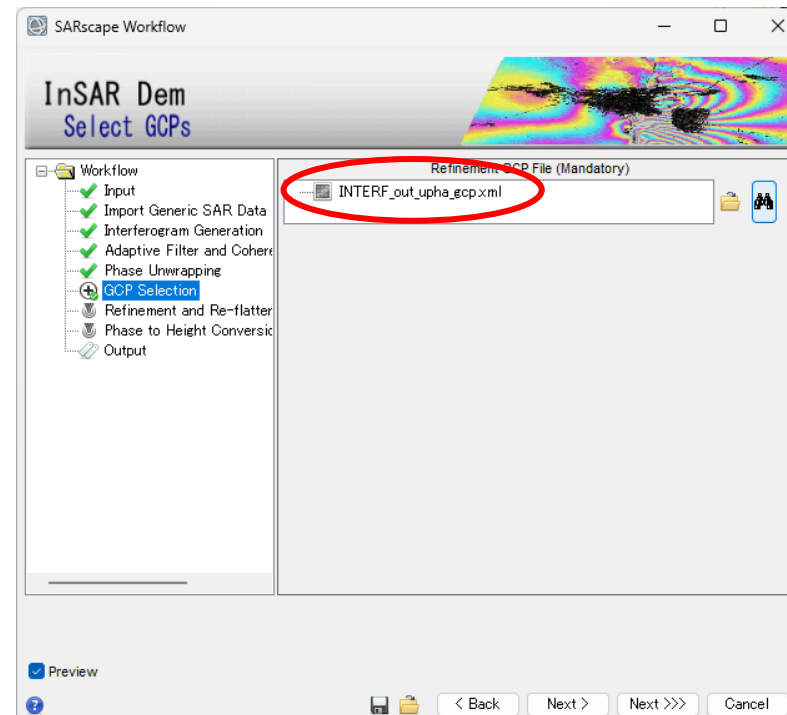 SARscape Workflow
InSAR Dem
Select GCPs
Workflow
Input
Import Generic SAR Data
Interferogram Generation
Adaptive Filter and Cohere
Phase Unwrapping
GCP Selection
Refinement and Re-flatter
Phase to Height Conversic
Output
Refinement GCP File (Mandatory)
INTERF_out_upha_gcp.xml
Preview
< Back
Next >
Next >>>
Cancel